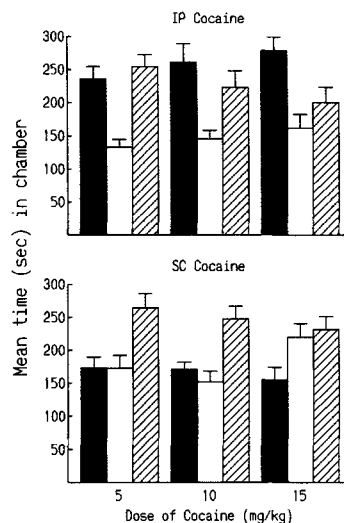 IP Cocaine
300
250
200
150
100
50
Mean time (sec) in chamber
SC Cocaine
300
250
200
150
100
50
5 10 15
Dose of Cocaine (mg/kg)